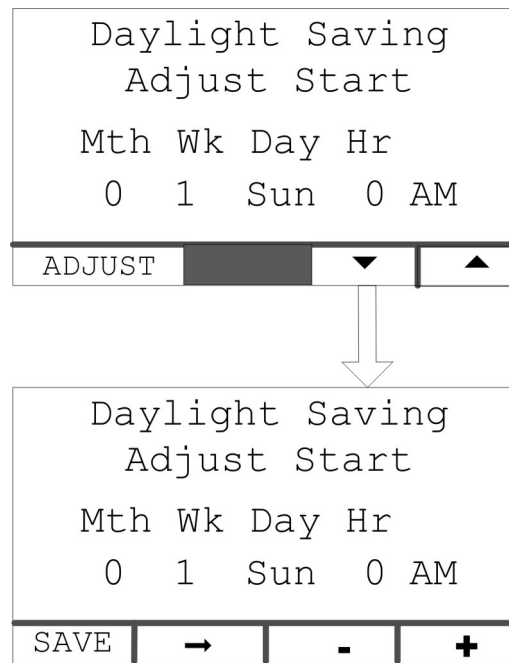 Daylight Saving
Adjust Start
Mth Wk Day Hr
0 1 Sun 0 AM
ADJUST ▼ ▲
Daylight Saving
Adjust Start
Mth Wk Day Hr
0 1 Sun 0 AM
SAVE → - +